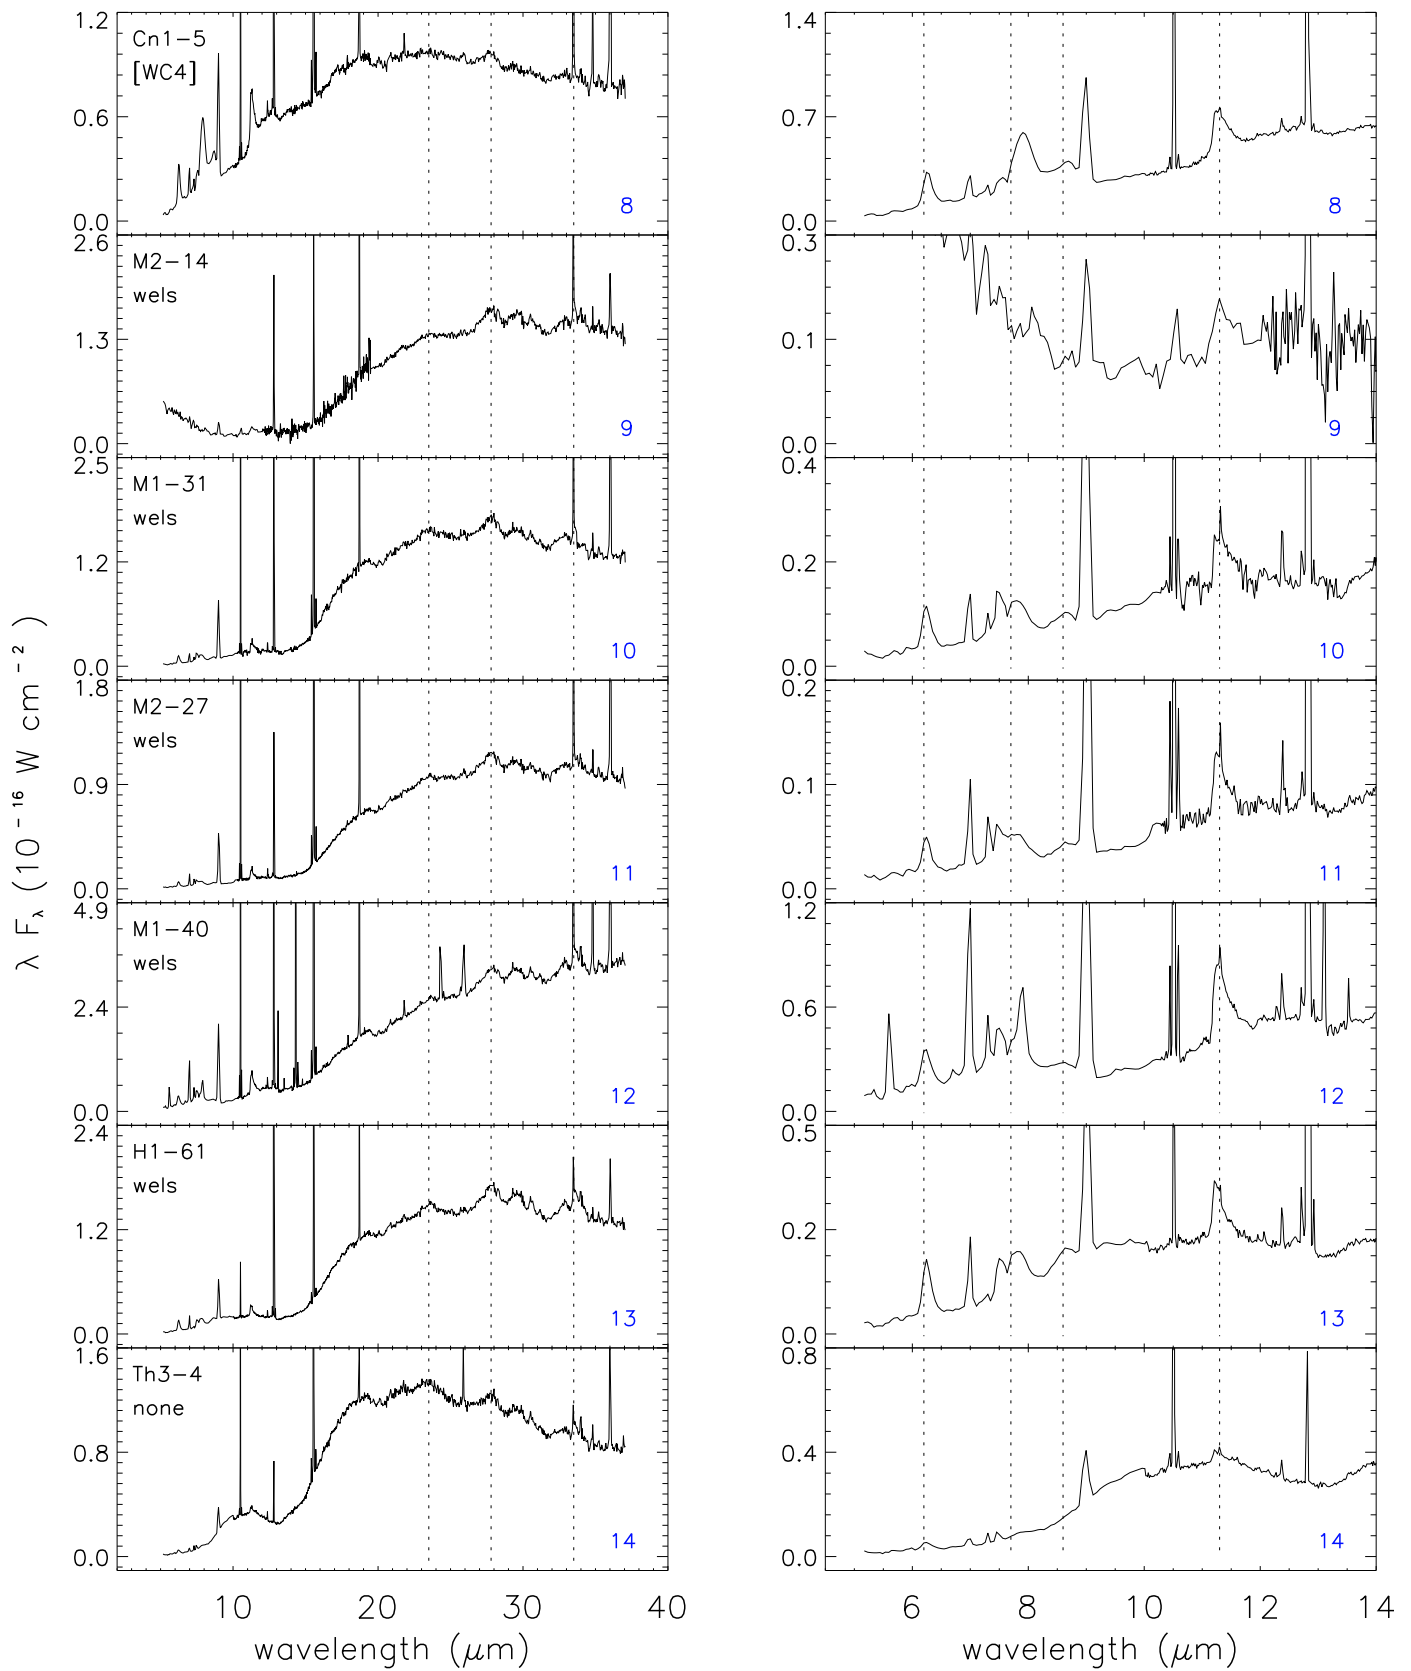 1.2
Cn1-5
[WC4]
0.6
0.0
8
1.4
0.7
0.0
8
2.6
M2-14
wels
1.3
0.0
9
0.3
0.1
0.0
9
2.5
M1-31
wels
1.2
0.0
10
0.4
0.2
0.0
10
1.8
M2-27
wels
0.9
0.0
11
0.2
0.1
0.0
11
4.9
M1-40
wels
2.4
0.0
12
1.2
0.6
0.0
12
2.4
H1-61
wels
1.2
0.0
13
0.5
0.2
0.0
13
1.6
Th3-4
none
0.8
0.0
14
0.8
0.4
0.0
14
λ F_λ (10^−16 W cm^−2 )
10 20 30 40
wavelength (μm)
6 8 10 12 14
wavelength (μm)